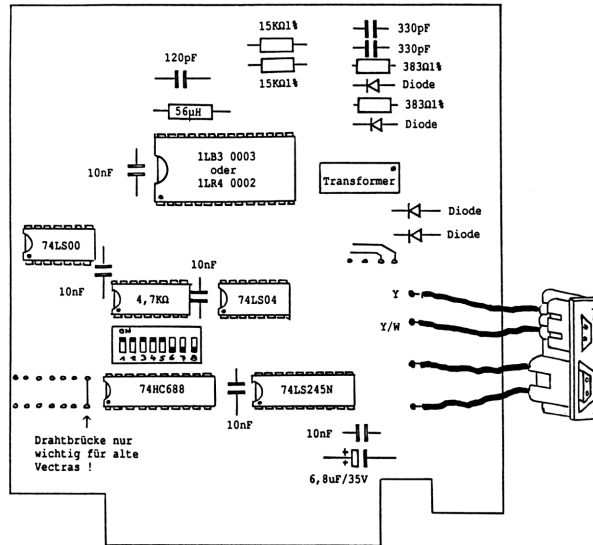 15KΩ1%
330pF
330pF
120pF
383Ω1%
15KΩ1%
Diode
383Ω1%
56µH
Diode
1LB3 0003
oder
1LR4 0002
10nF
Transformer
Diode
74LS00
Diode
10nF
10nF
4,7KΩ
74LS04
Y
ON
Y/W
1 2 3 4 5 6 7 8
74HC688
74LS245N
10nF
10nF
Drahtbrücke nur
wichtig für alte
Vectras !
6,8uF/35V